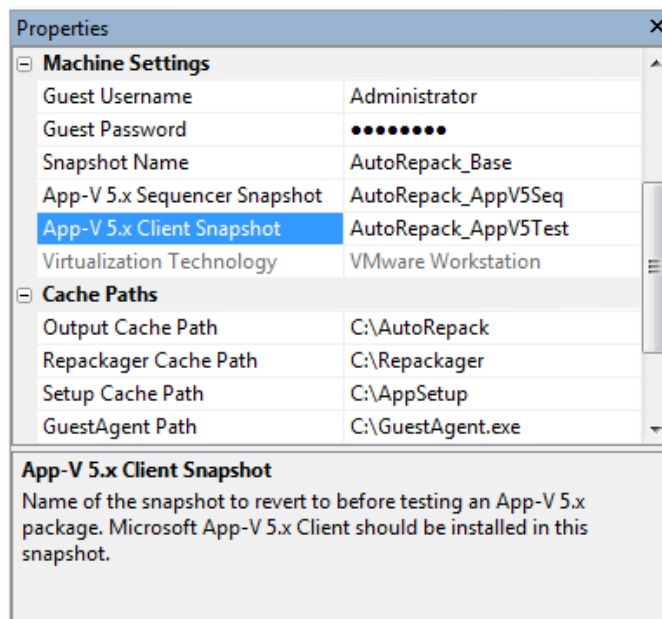 Properties
Machine Settings
Guest Username Administrator
Guest Password ●●●●●●●●
Snapshot Name AutoRepack_Base
App-V 5.x Sequencer Snapshot AutoRepack_AppV5Seq
App-V 5.x Client Snapshot AutoRepack_AppV5Test
Virtualization Technology VMware Workstation
Cache Paths
Output Cache Path C:\AutoRepack
Repackager Cache Path C:\Repackager
Setup Cache Path C:\AppSetup
GuestAgent Path C:\GuestAgent.exe
App-V 5.x Client Snapshot
Name of the snapshot to revert to before testing an App-V 5.x
package. Microsoft App-V 5.x Client should be installed in this
snapshot.